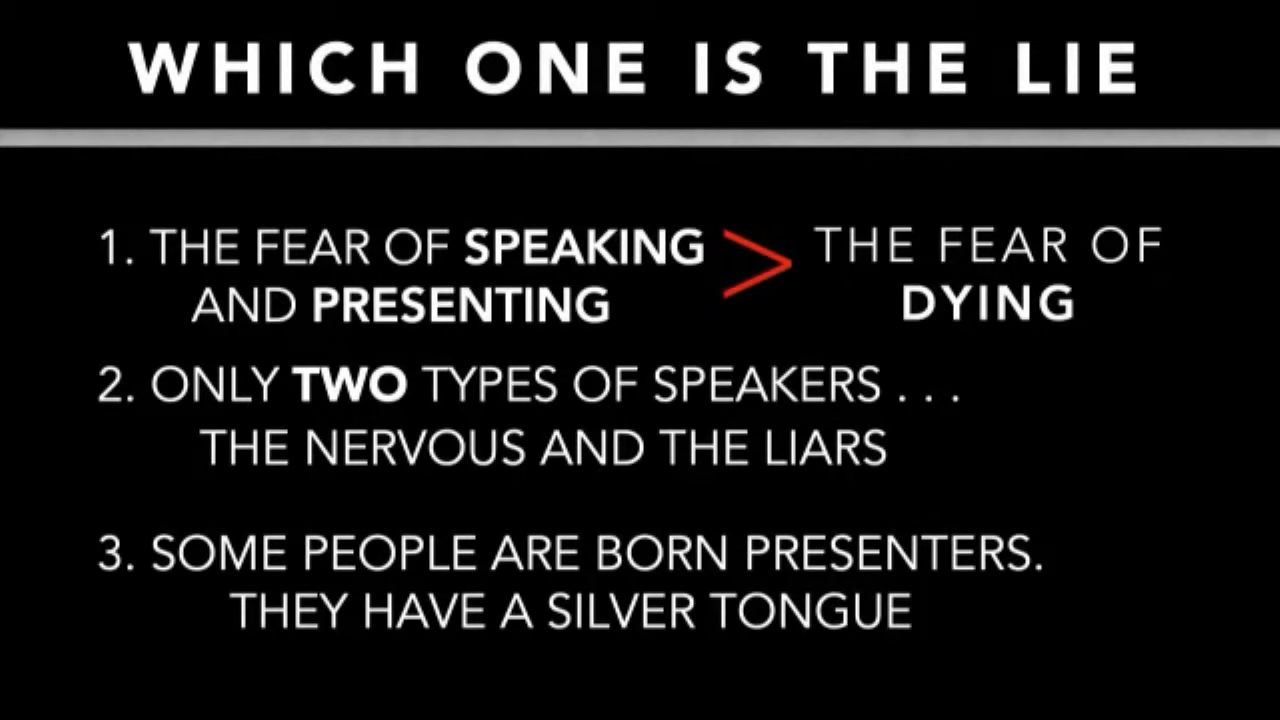 WHICH ONE IS THE LIE
1. THE FEAR OF SPEAKING > THE FEAR OF
AND PRESENTING DYING
2. ONLY TWO TYPES OF SPEAKERS . . .
THE NERVOUS AND THE LIARS
3. SOME PEOPLE ARE BORN PRESENTERS.
THEY HAVE A SILVER TONGUE